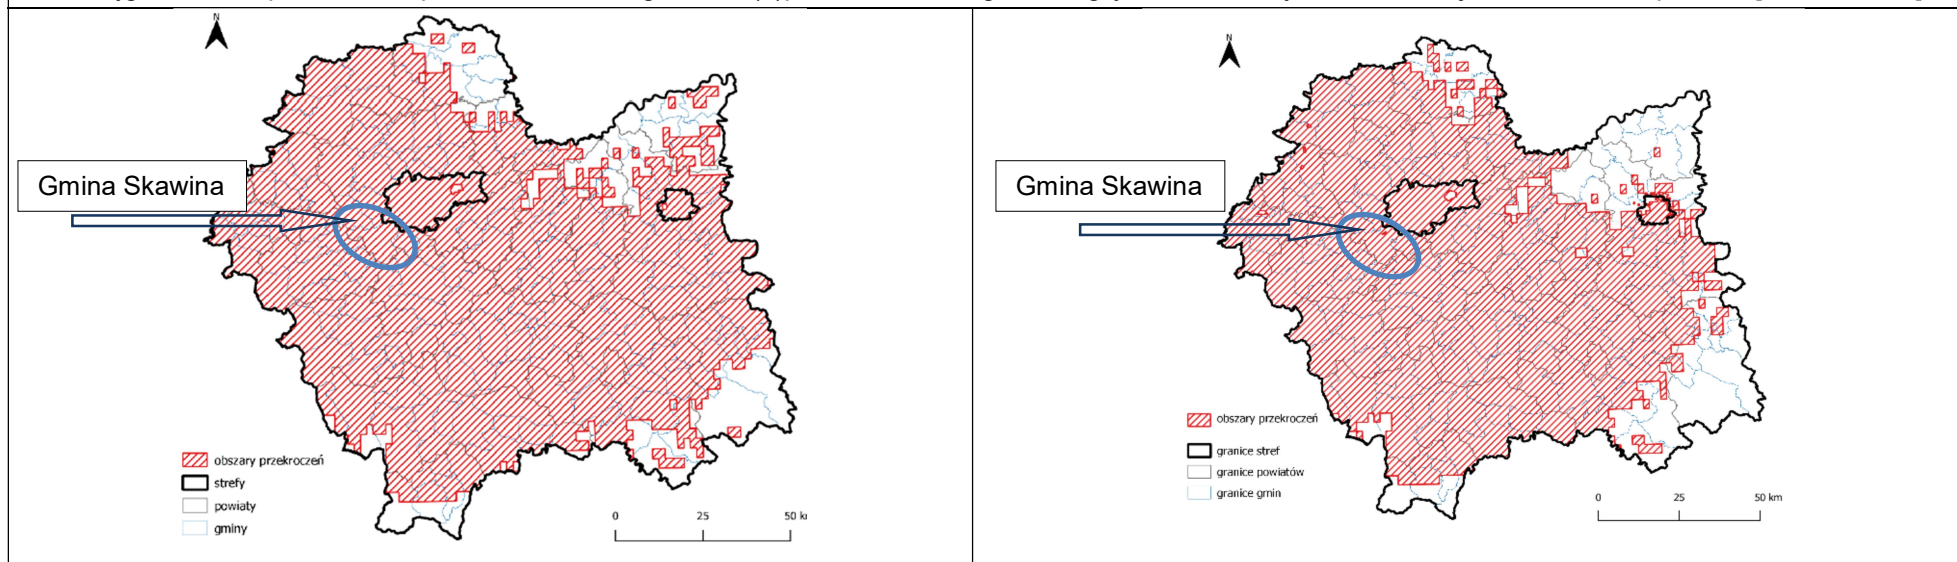 N
Gmina Skawina
obszary przekroczeń
strefy
powiaty
gminy
0 25 50
N
Gmina Skawina
obszary przekroczeń
granice stref
granice powiatów
granice gmin
0 25 50 km